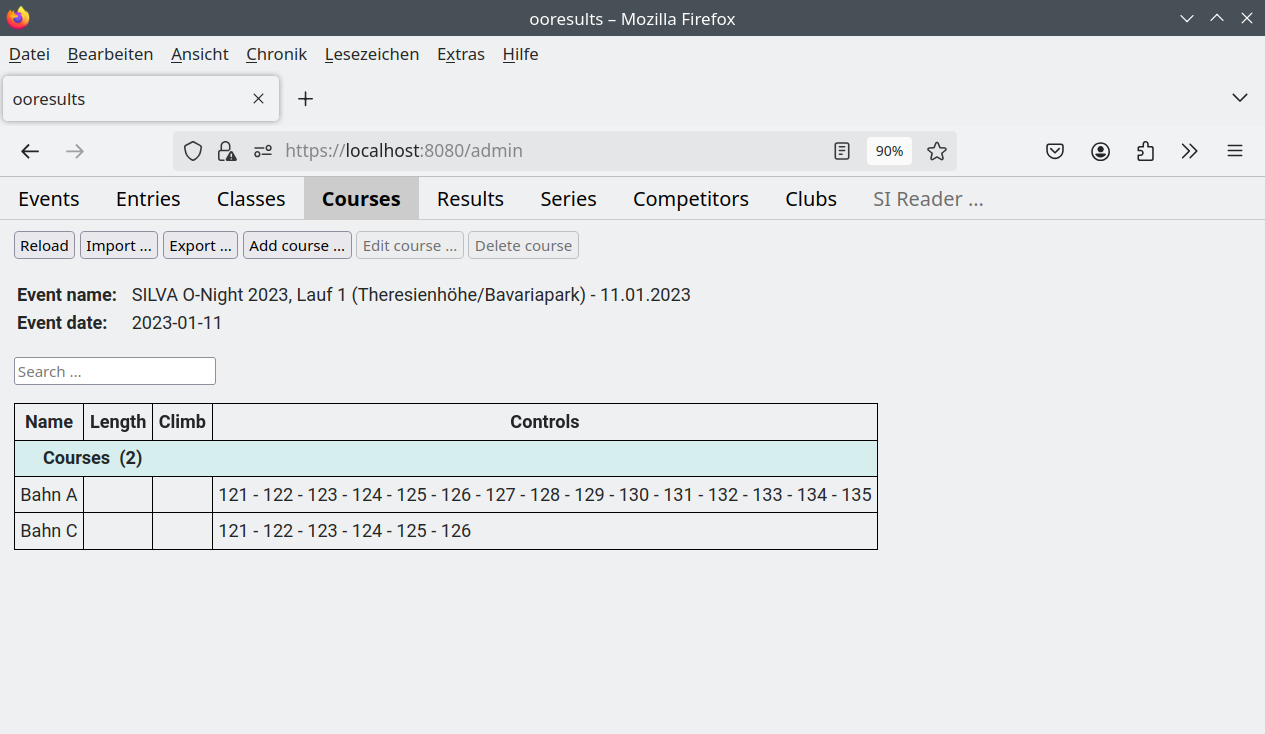 ooresults – Mozilla Firefox
Datei Bearbeiten Ansicht Chronik Lesezeichen Extras Hilfe
ooresults
https://localhost:8080/admin 90%
Events Entries Classes Courses Results Series Competitors Clubs SI Reader ...
Reload Import ... Export ... Add course ... Edit course ... Delete course
Event name: SILVA O-Night 2023, Lauf 1 (Theresienhöhe/Bavariapark) - 11.01.2023
Event date: 2023-01-11
Search ...
Name Length Climb Controls
Courses (2)
Bahn A 121 - 122 - 123 - 124 - 125 - 126 - 127 - 128 - 129 - 130 - 131 - 132 - 133 - 134 - 135
Bahn C 121 - 122 - 123 - 124 - 125 - 126